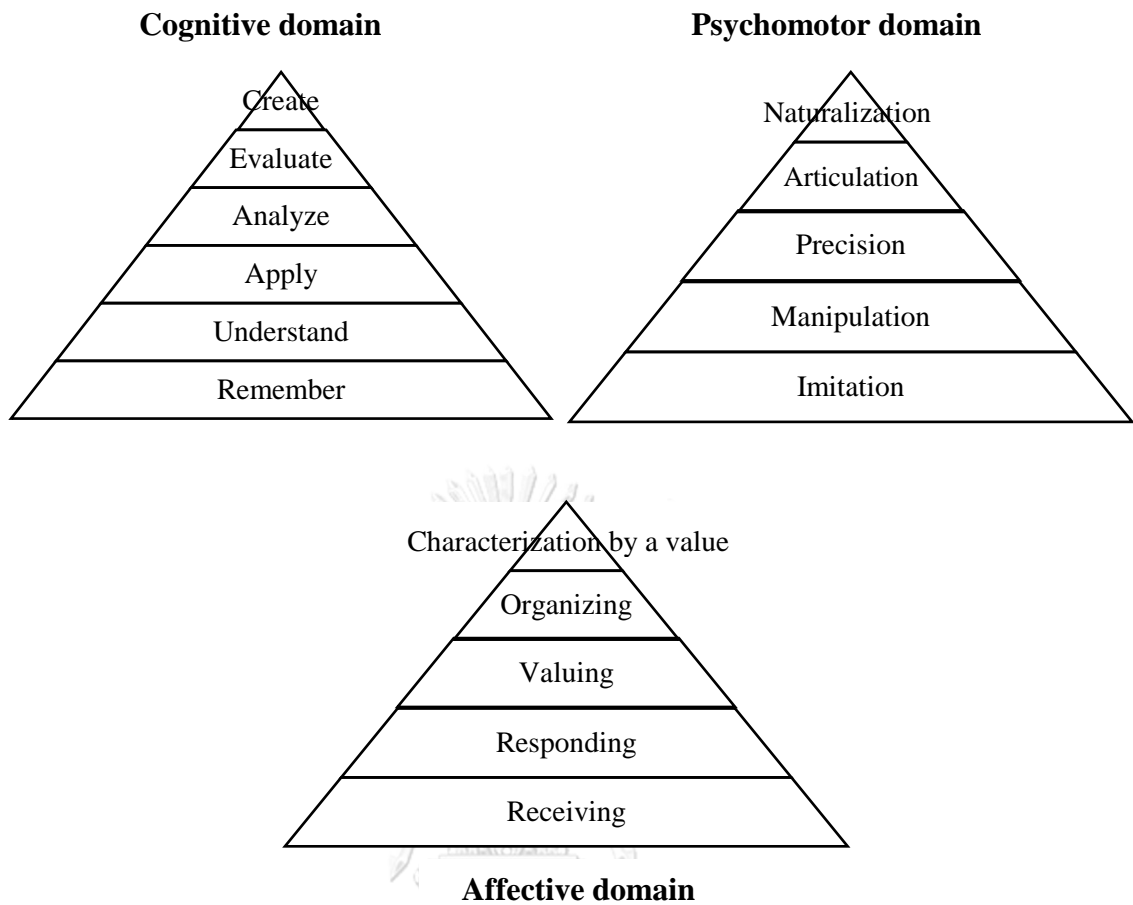 Cognitive domain
Create
Evaluate
Analyze
Apply
Understand
Remember
Psychomotor domain
Naturalization
Articulation
Precision
Manipulation
Imitation
Characterization by a value
Organizing
Valuing
Responding
Receiving
Affective domain